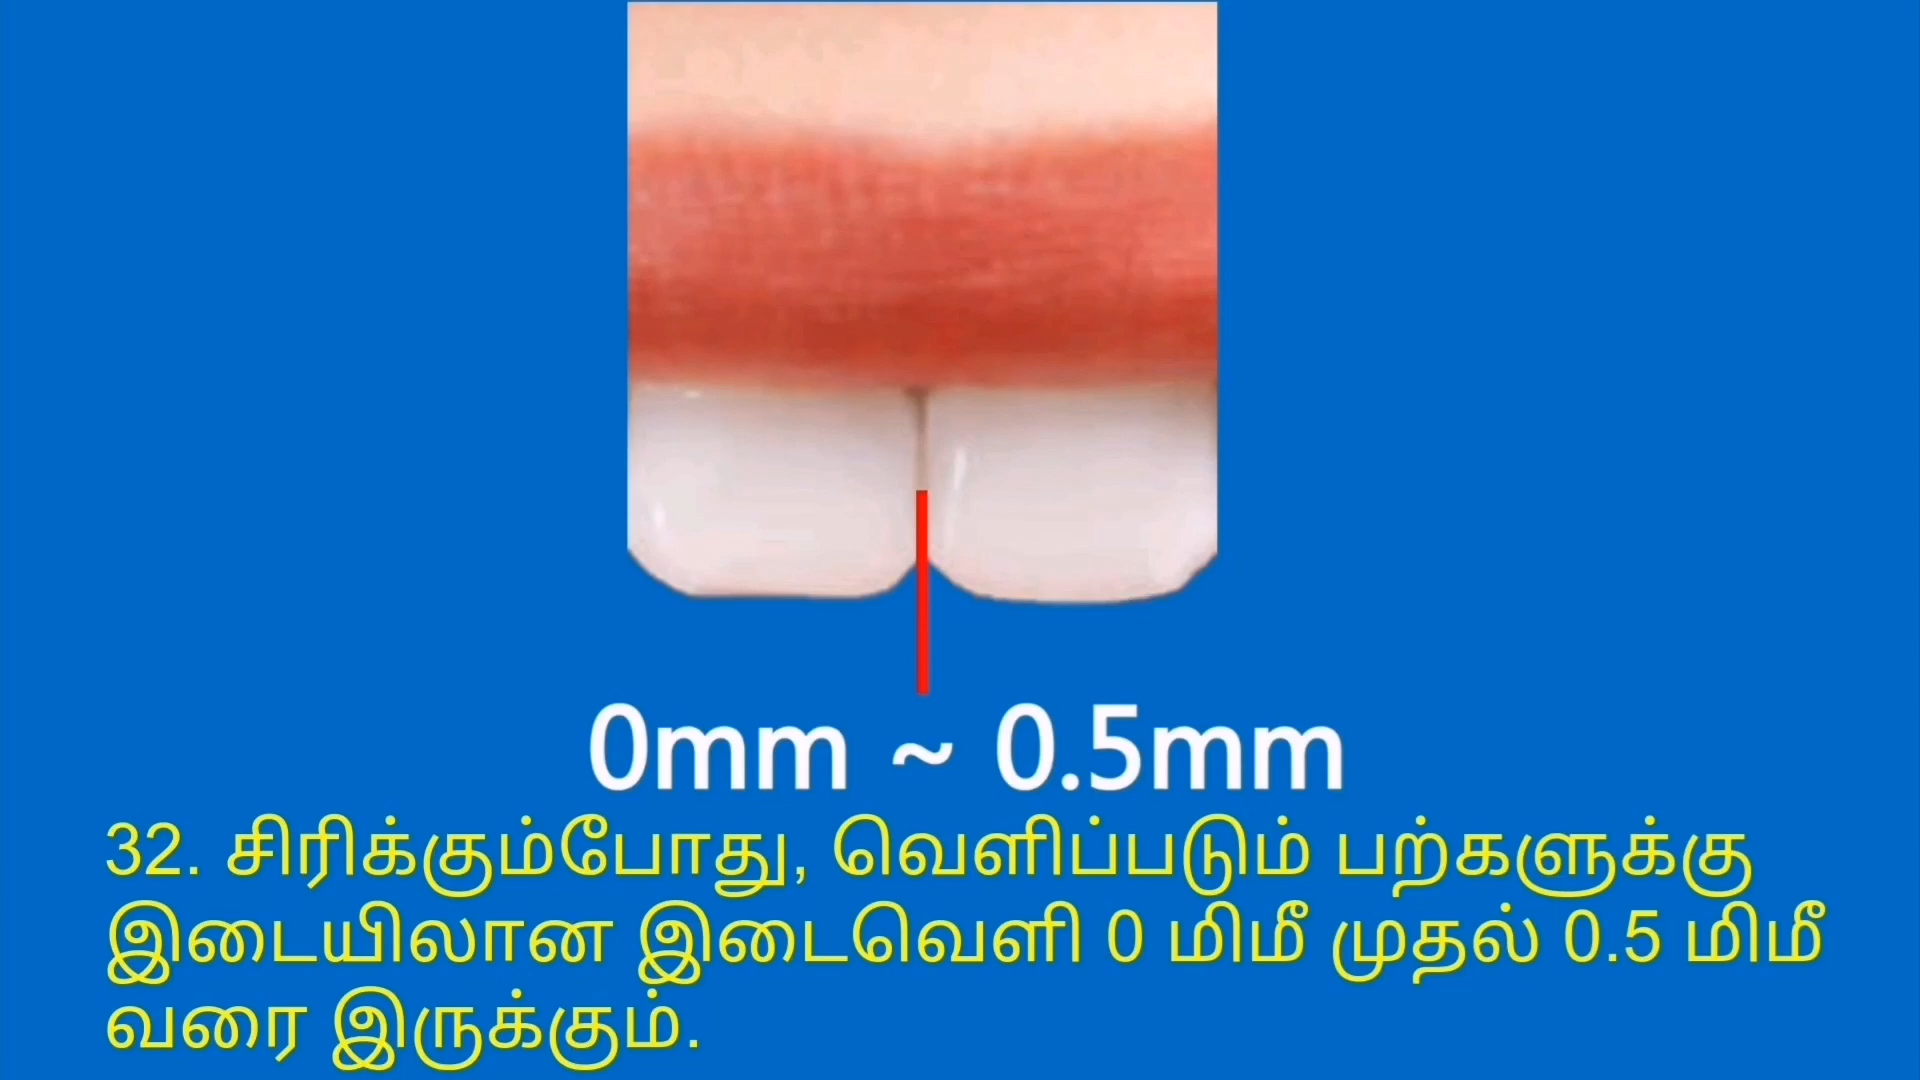 0mm ~ 0.5mm
32. சிரிக்கும்போது, வெளிப்படும் பற்களுக்கு
இடையிலான இடைவெளி 0 மிமீ முதல் 0.5 மிமீ
வரை இருக்கும்.